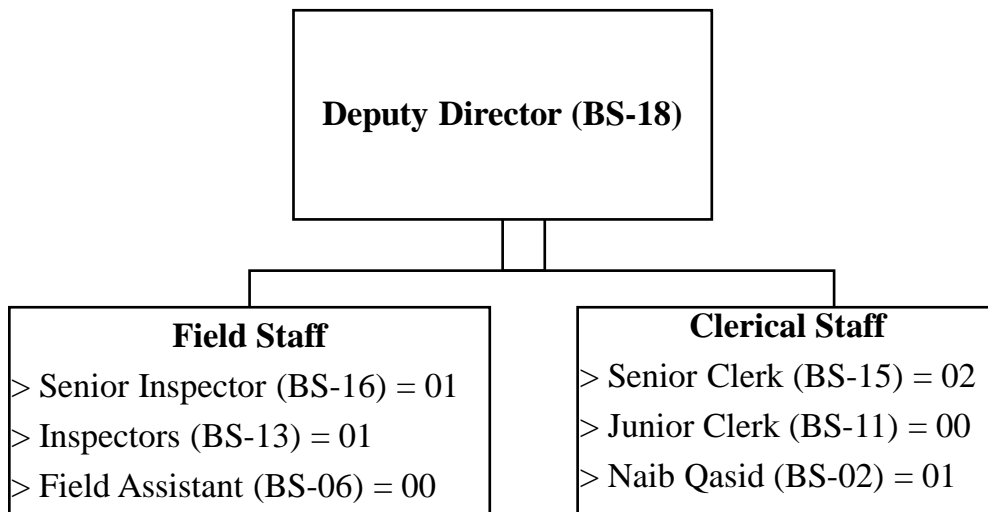 Deputy Director (BS-18)
Field Staff
> Senior Inspector (BS-16) = 01
> Inspectors (BS-13) = 01
> Field Assistant (BS-06) = 00
Clerical Staff
> Senior Clerk (BS-15) = 02
> Junior Clerk (BS-11) = 00
> Naib Qasid (BS-02) = 01